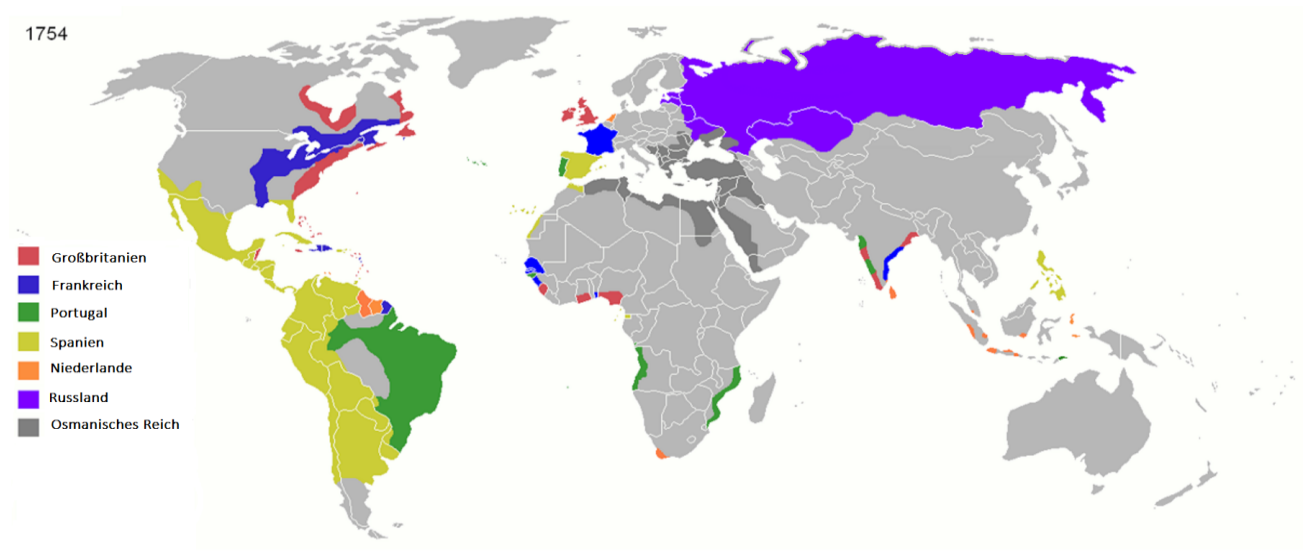 1754
Großbritanien
Frankreich
Portugal
Spanien
Niederlande
Russland
Osmanisches Reich